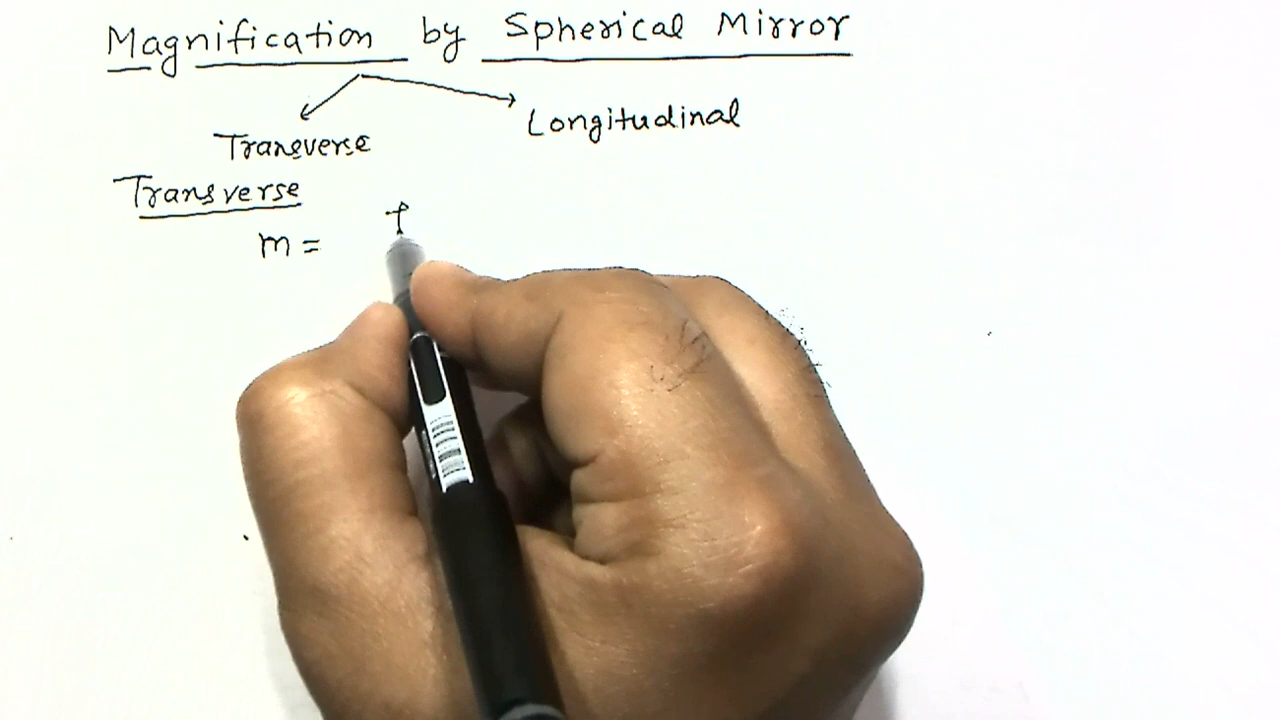 Magnification by Spherical Mirror
Transverse Longitudinal
Transverse
m = f